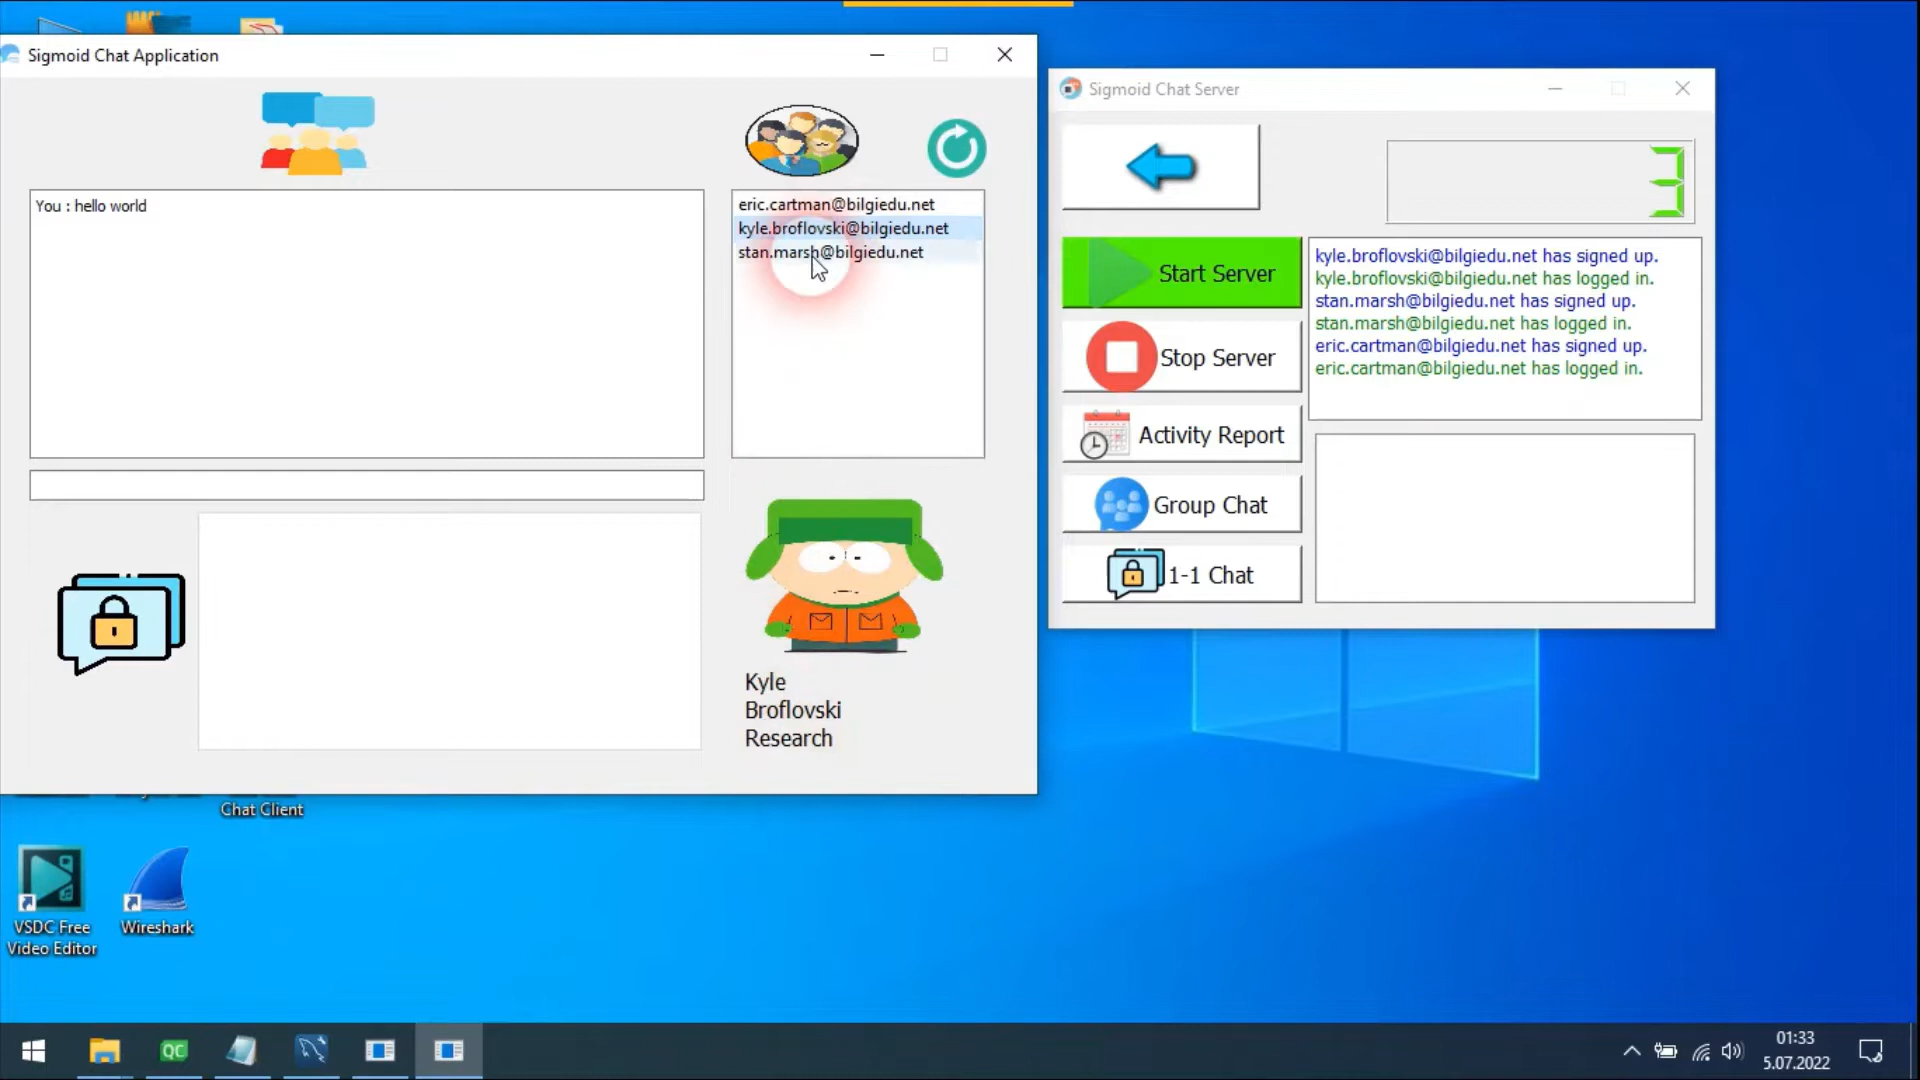 Sigmoid Chat Application
You : hello world
eric.cartman@bilgiedu.net
kyle.broflovski@bilgiedu.net
stan.marsh@bilgiedu.net
Kyle
Broflovski
Research
Sigmoid Chat Server
3
Start Server
Stop Server
Activity Report
Group Chat
1-1 Chat
kyle.broflovski@bilgiedu.net has signed up.
kyle.broflovski@bilgiedu.net has logged in.
stan.marsh@bilgiedu.net has signed up.
stan.marsh@bilgiedu.net has logged in.
eric.cartman@bilgiedu.net has signed up.
eric.cartman@bilgiedu.net has logged in.
Chat Client
VSDC Free
Video Editor
Wireshark
QC
01:33
5.07.2022